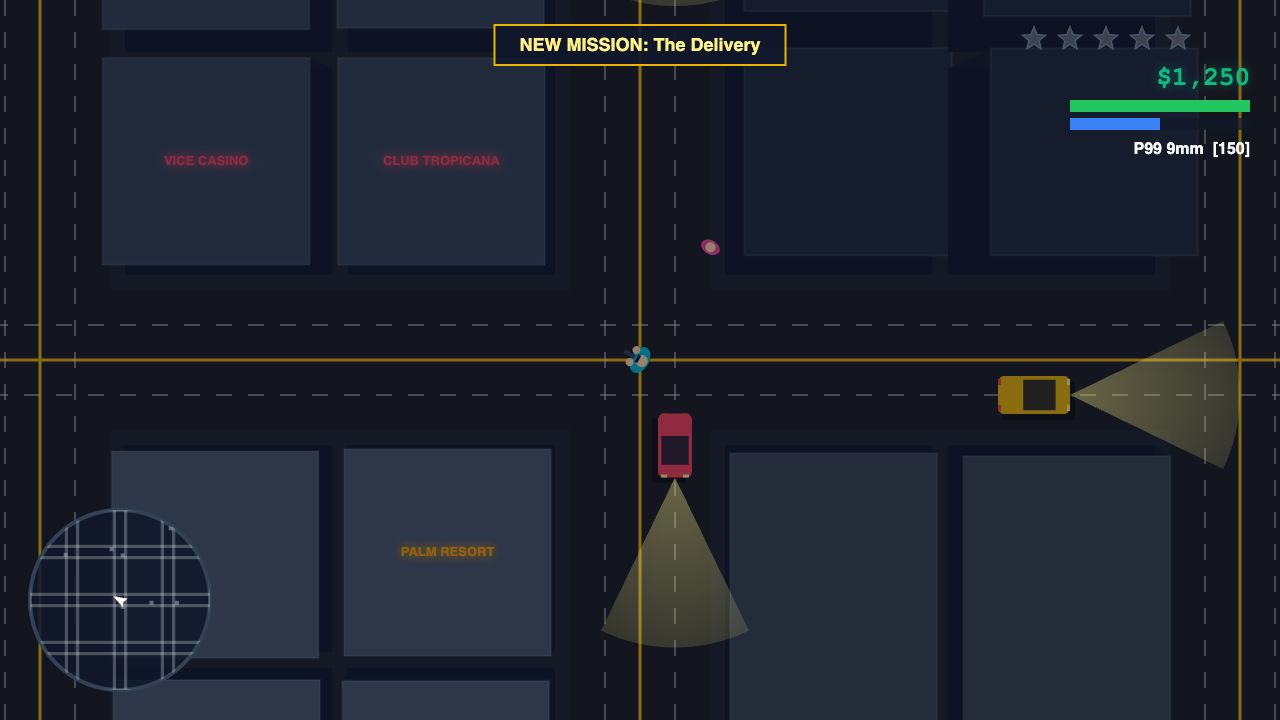 NEW MISSION: The Delivery
$1,250
P99 9mm [150]
VICE CASINO
CLUB TROPICANA
PALM RESORT